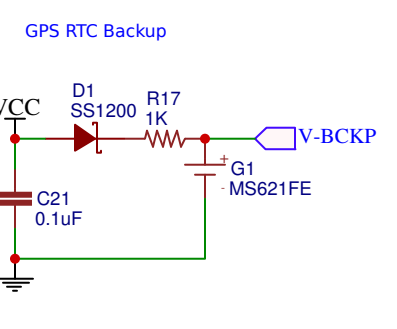 GPS RTC Backup
VCC
D1
SS1200
R17
1K
V-BCKP
+
G1
-
MS621FE
C21
0.1uF